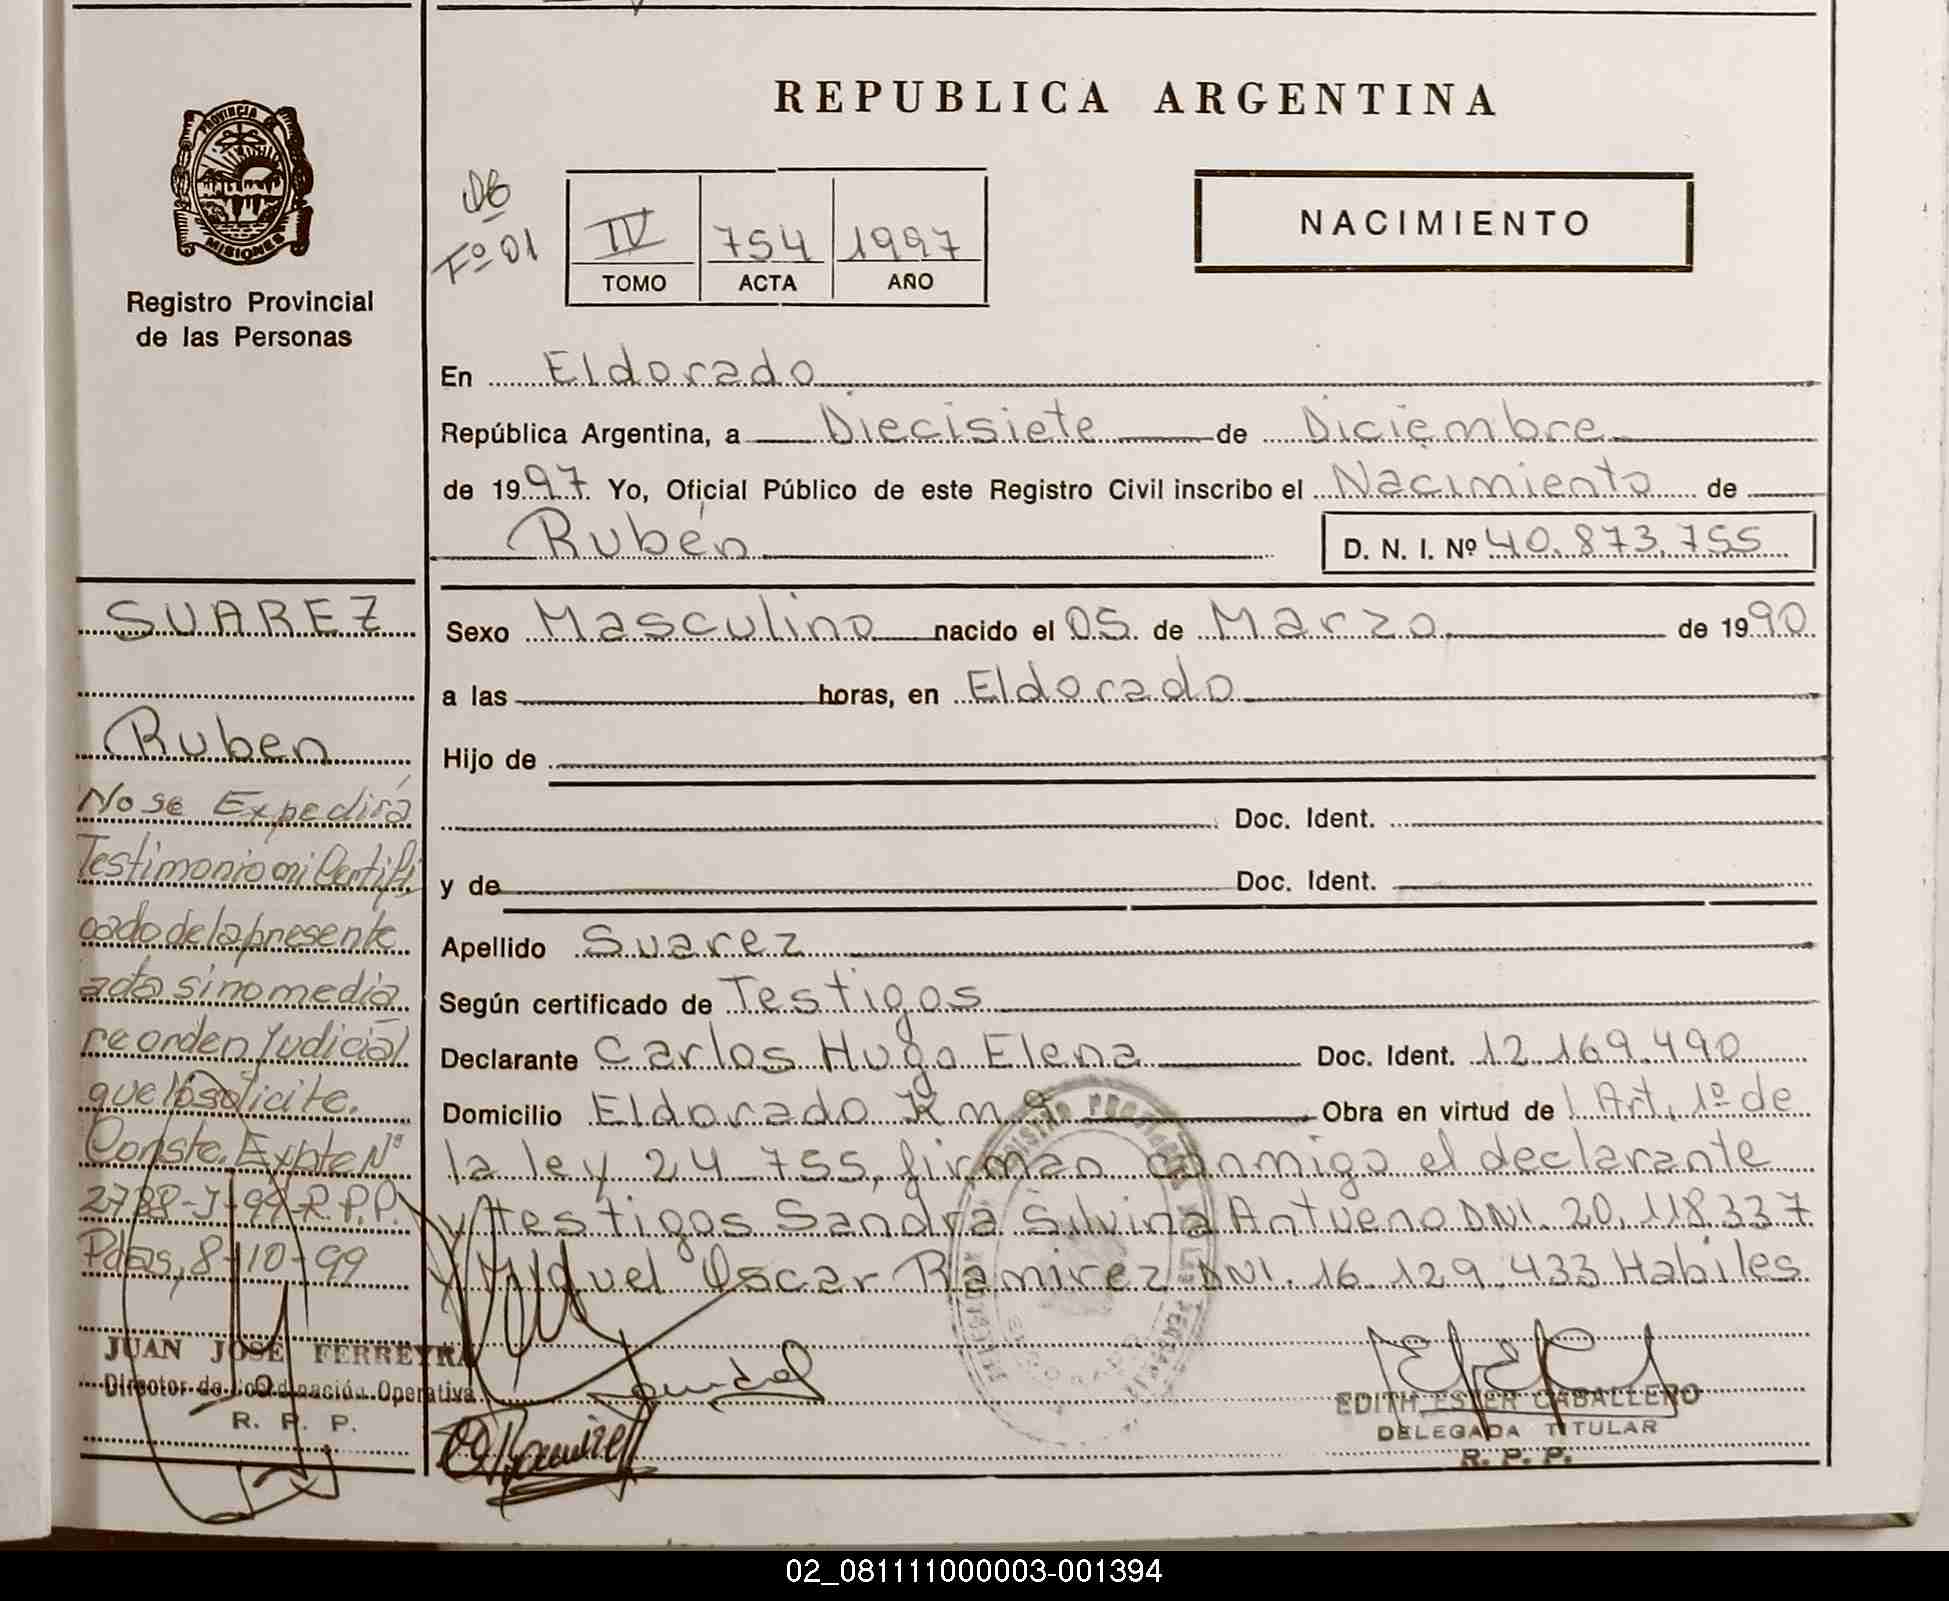 REPUBLICA ARGENTINA
PROVINCIA
MISIONES
Registro Provincial
de las Personas
Fº 01
IV 754 1997
TOMO ACTA AÑO
NACIMIENTO
En Eldorado
República Argentina, a Diecisiete de Diciembre
de 1997. Yo, Oficial Público de este Registro Civil inscribo el Nacimiento de
Rubén D. N. I. Nº 40.873.755
Sexo Masculino nacido el 05 de Marzo de 1990
a las horas, en Eldorado
Hijo de
Doc. Ident.
y de Doc. Ident.
Apellido Suarez
Según certificado de Testigos
Declarante Carlos Hugo Elena Doc. Ident. 12.169.490
Domicilio Eldorado Km 9 Obra en virtud de l Art. 1º de
la ley 24.755, firman conmigo el declarante
y testigos Sandra Silvina Antueno DNI. 20.118.337
y Miguel Oscar Ramirez DNI. 16.129.433 Habiles
EDITH ESTER CABALLERO
DELEGADA TITULAR
R. P. P.
SUAREZ
Ruben
No se Expedirá
Testimonio ni Certifi
cado de la presente
acta si no media
re orden Judicial
que lo solicite.
Conste. Expte Nº
2788-J-99-R.P.P.
Pdas, 8-10-99
JUAN JOSE FERREYRA
Director de Coordinación Operativa
R. P. P.
02_081111000003-001394